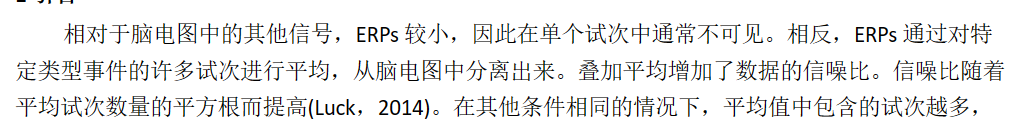 相对于脑电图中的其他信号，ERPs 较小，因此在单个试次中通常不可见。相反，ERPs 通过对特
定类型事件的许多试次进行平均，从脑电图中分离出来。叠加平均增加了数据的信噪比。信噪比随着
平均试次数量的平方根而提高(Luck，2014)。在其他条件相同的情况下，平均值中包含的试次越多，